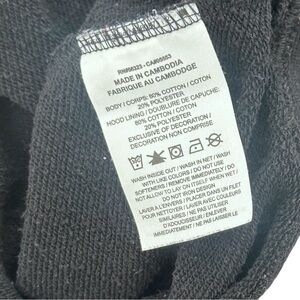 RN#56323 - CA#05553
MADE IN CAMBODIA
FABRIQUE AU CAMBODGE
BODY / CORPS: 80% COTTON / COTON
20% POLYESTER
HOOD LINING / DOUBLURE DE CAPUCHE:
80% COTTON / COTON
20% POLYESTER
EXCLUSIVE OF DECORATION /
DECORATION NON COMPRISE
WASH INSIDE OUT / WASH IN NET / WASH
WITH LIKE COLORS / DO NOT USE
SOFTENERS / REMOVE IMMEDIATELY / DO
NOT ALLOW TO LAY ON ITSELF WHEN WET /
DO NOT IRON DESIGN
LAVER A L'ENVERS / PLACER DANS UN FILET
POUR NETTOYER / LAVER AVEC COULEURS
SIMILAIRES / NE PAS UTILISER
D'ADOUCISSEUR / ENLEVER
IMMEDIATEMENT / NE PAS LAISSER LE